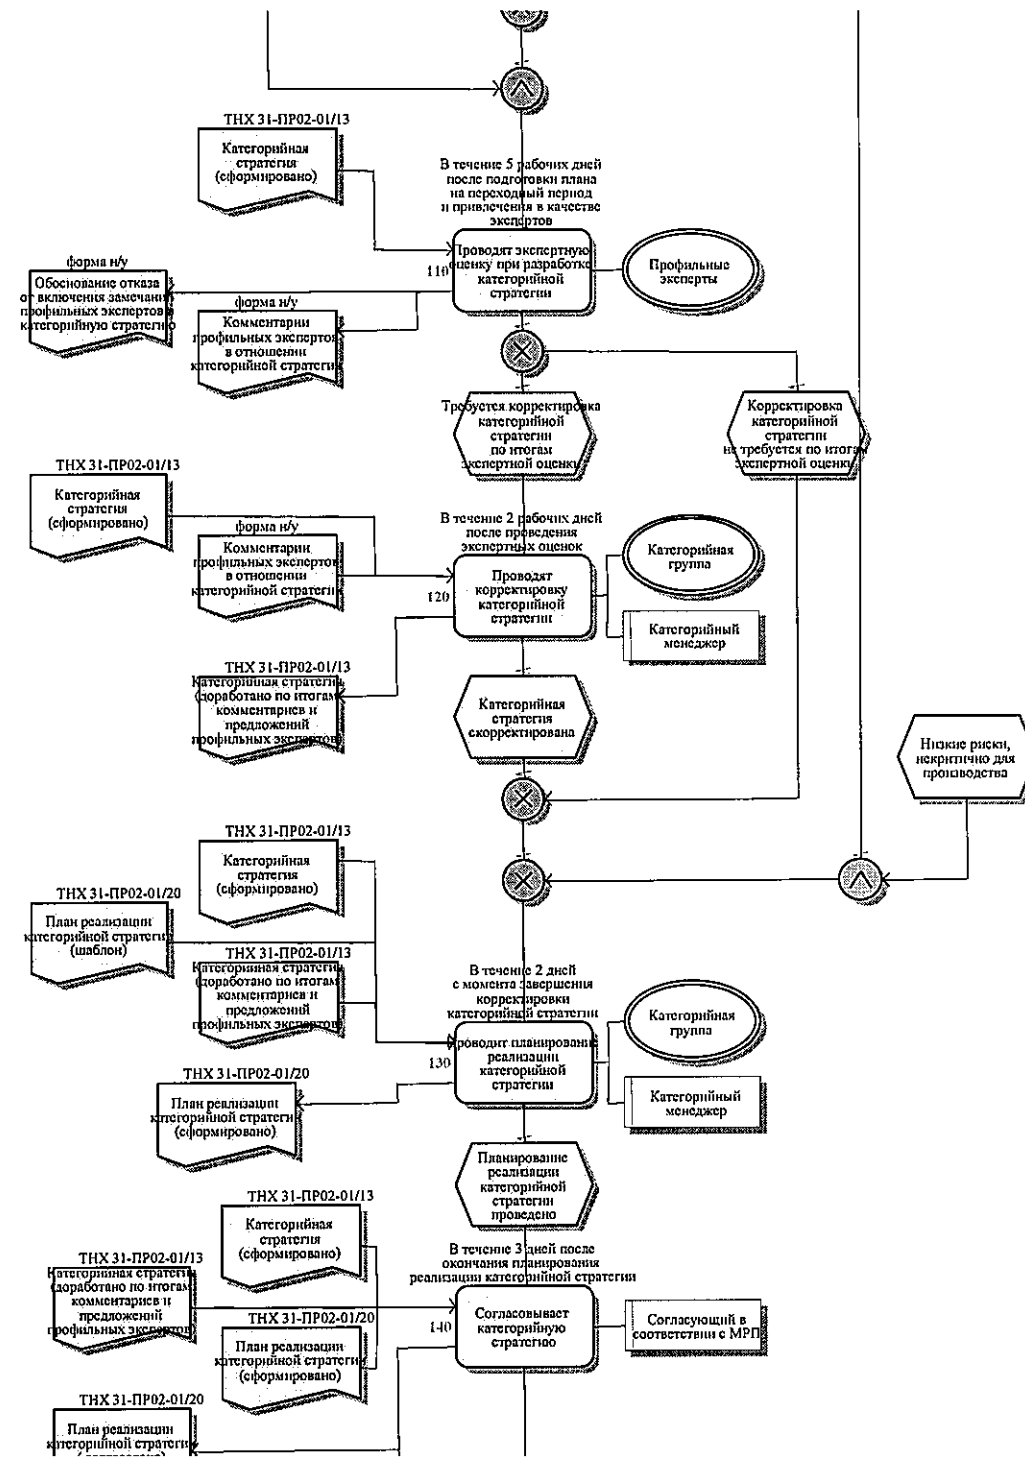 ТНХ 31-ПР02-01/13
Категорийная
стратегия
(сформировано)
В течение 5 рабочих дней
после подготовки плана
на переходный период
и привлечения в качестве
экспертов
110
Проводят экспертную
оценку при разработке
категорийной
стратегии
Профильные
эксперты
форма н/у
Обоснование отказа
от включения замечаний
профильных экспертов в
категорийную стратегию
форма н/у
Комментарии
профильных экспертов
в отношении
категорийной стратегии
Требуется корректировка
категорийной
стратегии
по итогам
экспертной оценки
Корректировка
категорийной
стратегии
не требуется по итогам
экспертной оценки
ТНХ 31-ПР02-01/13
Категорийная
стратегия
(сформировано)
форма н/у
Комментарии
профильных экспертов
в отношении
категорийной стратегии
В течение 2 рабочих дней
после проведения
экспертных оценок
120
Проводят
корректировку
категорийной
стратегии
Категорийная
группа
Категорийный
менеджер
ТНХ 31-ПР02-01/13
Категорийная стратегия
(доработано по итогам
комментариев и
предложений
профильных экспертов)
Категорийная
стратегия
скорректирована
Низкие риски,
некритично для
производства
ТНХ 31-ПР02-01/13
Категорийная
стратегия
(сформировано)
ТНХ 31-ПР02-01/20
План реализации
категорийной стратегии
(шаблон)
ТНХ 31-ПР02-01/13
Категорийная стратегия
(доработано по итогам
комментариев и
предложений
профильных экспертов)
В течение 2 дней
с момента завершения
корректировки
категорийной стратегии
130
Проводит планирование
реализации
категорийной
стратегии
Категорийная
группа
Категорийный
менеджер
ТНХ 31-ПР02-01/20
План реализации
категорийной стратегии
(сформировано)
Планирование
реализации
категорийной
стратегии
проведено
ТНХ 31-ПР02-01/13
Категорийная
стратегия
(сформировано)
ТНХ 31-ПР02-01/13
Категорийная стратегия
(доработано по итогам
комментариев и
предложений
профильных экспертов)
ТНХ 31-ПР02-01/20
План реализации
категорийной стратегии
(сформировано)
В течение 3 дней после
окончания планирования
реализации категорийной стратегии
140
Согласовывает
категорийную
стратегию
Согласующий в
соответствии с МРП
ТНХ 31-ПР02-01/20
План реализации
категорийной стратегии